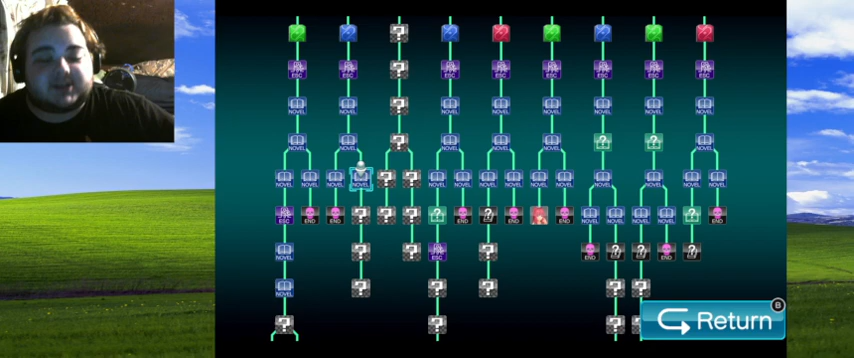 ?
ESC ESC ? ESC ESC ESC ESC ESC ESC
NOVEL NOVEL ? NOVEL NOVEL NOVEL NOVEL NOVEL NOVEL
NOVEL NOVEL ? NOVEL NOVEL NOVEL ? ? NOVEL
NOVEL NOVEL NOVEL NOVEL ? ? NOVEL NOVEL NOVEL NOVEL NOVEL NOVEL NOVEL NOVEL NOVEL NOVEL
ESC END END ? ? ? ? END ? END END NOVEL NOVEL NOVEL NOVEL ? END
NOVEL ? ? ESC ? END ? ? END ?
NOVEL ? ? ? ? ?
? ? ? ?
B
Return